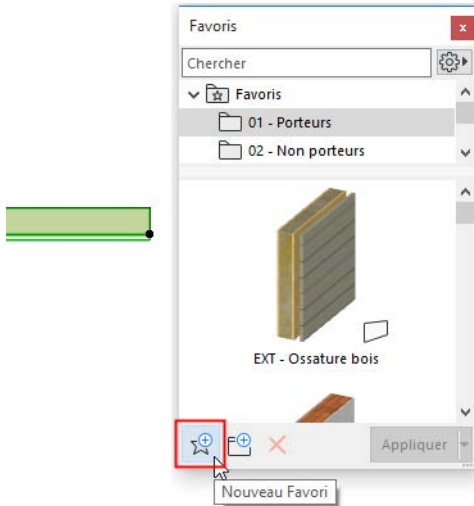 Favoris
x
Chercher
Favoris
01 - Porteurs
02 - Non porteurs
EXT - Ossature bois
Appliquer
Nouveau Favori